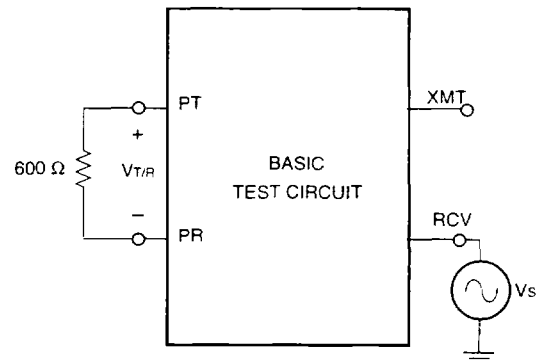 PT
XMT
+
600 Ω
VT/R
BASIC
TEST CIRCUIT
−
RCV
PR
VS